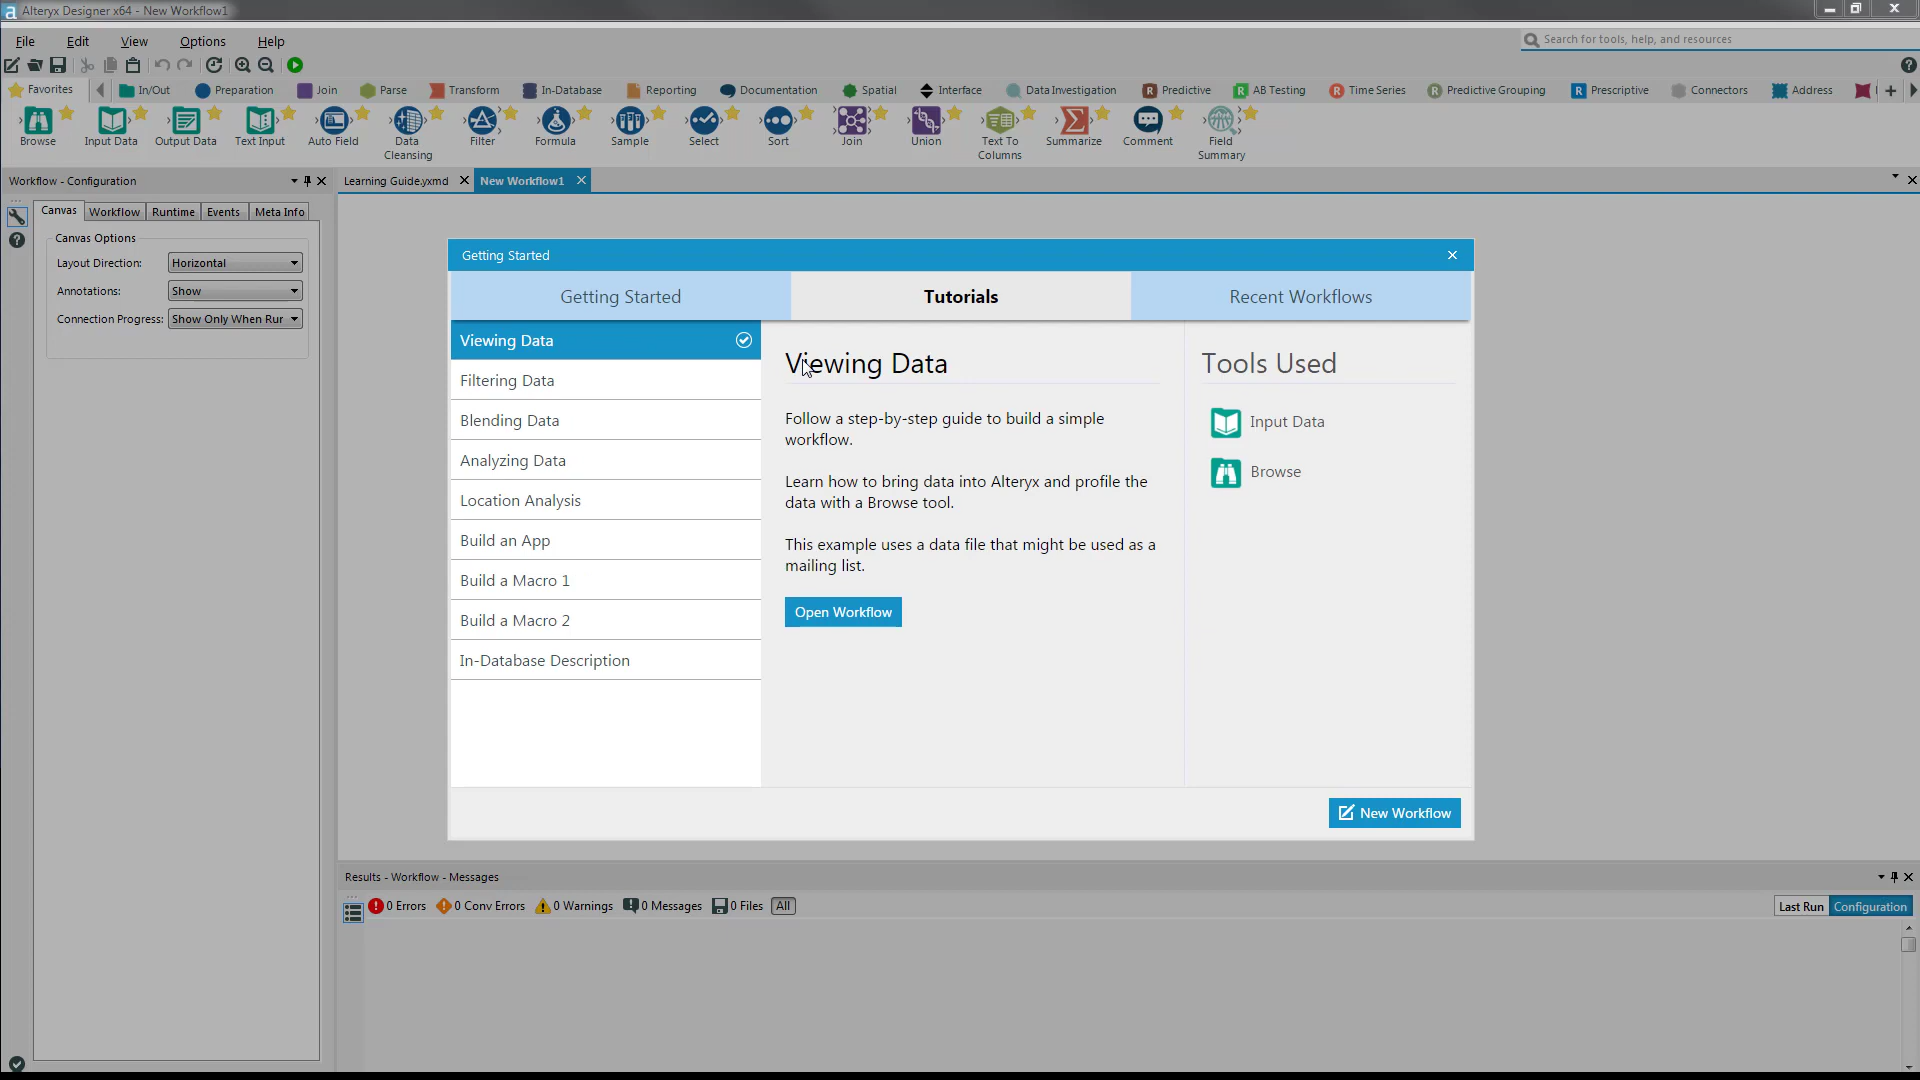 Alteryx Designer x64 - New Workflow1
File Edit View Options Help
Search for tools, help, and resources
Favorites In/Out Preparation Join Parse Transform In-Database Reporting Documentation Spatial Interface Data Investigation Predictive AB Testing Time Series Predictive Grouping Prescriptive Connectors Address
Browse Input Data Output Data Text Input Auto Field Data Cleansing Filter Formula Sample Select Sort Join Union Text To Columns Summarize Comment Field Summary
Workflow - Configuration
Learning Guide.yxmd New Workflow1
Canvas Workflow Runtime Events Meta Info
Canvas Options
Layout Direction: Horizontal
Annotations: Show
Connection Progress: Show Only When Rur
Getting Started
Getting Started Tutorials Recent Workflows
Viewing Data
Filtering Data
Blending Data
Analyzing Data
Location Analysis
Build an App
Build a Macro 1
Build a Macro 2
In-Database Description
Viewing Data
Follow a step-by-step guide to build a simple
workflow.
Learn how to bring data into Alteryx and profile the
data with a Browse tool.
This example uses a data file that might be used as a
mailing list.
Open Workflow
Tools Used
Input Data
Browse
New Workflow
Results - Workflow - Messages
0 Errors 0 Conv Errors 0 Warnings 0 Messages 0 Files All
Last Run Configuration